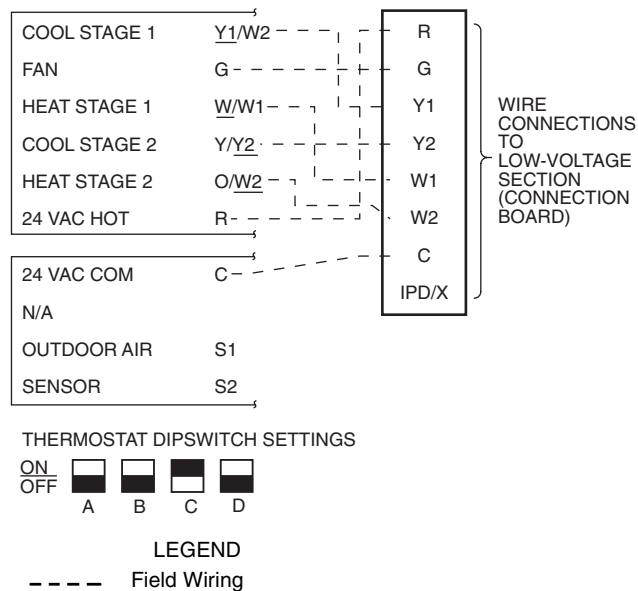 COOL STAGE 1 Y1/W2 R
FAN G G
HEAT STAGE 1 W/W1 Y1
COOL STAGE 2 Y/Y2 Y2
HEAT STAGE 2 O/W2 W1
24 VAC HOT R W2
24 VAC COM C C
N/A IPD/X
OUTDOOR AIR S1
SENSOR S2
WIRE
CONNECTIONS
TO
LOW-VOLTAGE
SECTION
(CONNECTION
BOARD)
THERMOSTAT DIPSWITCH SETTINGS
ON
OFF
A B C D
LEGEND
Field Wiring